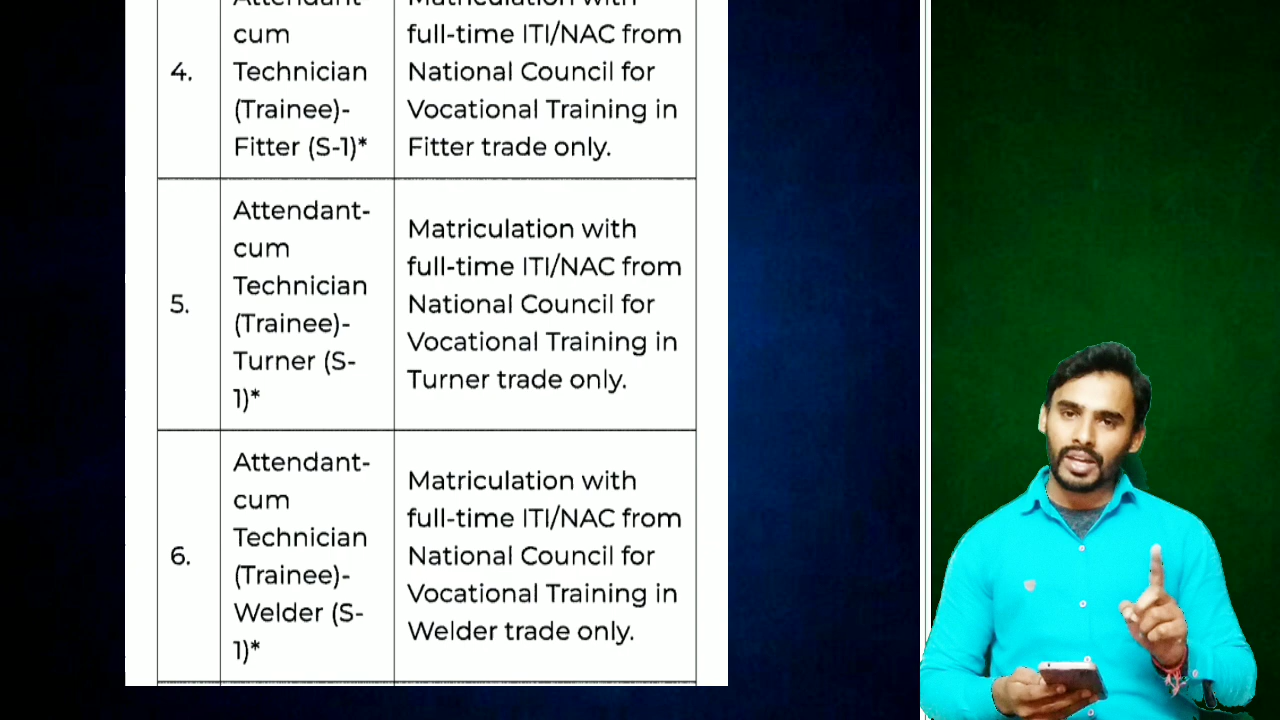 Attendant-
cum
4.
Technician
(Trainee)-
Fitter (S-1)*
Matriculation with
full-time ITI/NAC from
National Council for
Vocational Training in
Fitter trade only.
5.
Attendant-
cum
Technician
(Trainee)-
Turner (S-
1)*
Matriculation with
full-time ITI/NAC from
National Council for
Vocational Training in
Turner trade only.
6.
Attendant-
cum
Technician
(Trainee)-
Welder (S-
1)*
Matriculation with
full-time ITI/NAC from
National Council for
Vocational Training in
Welder trade only.